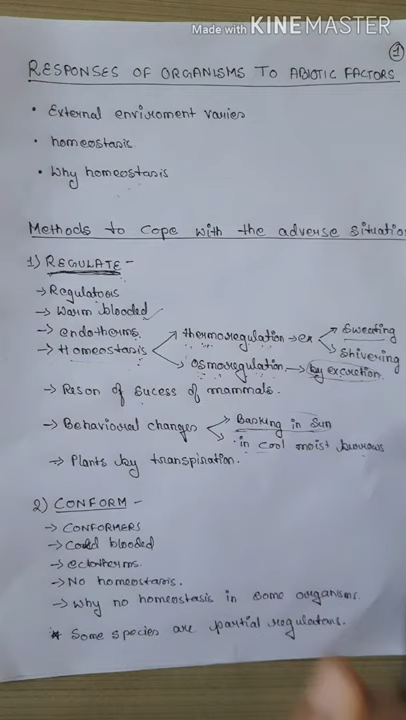 Made with KINEMASTER
1
RESPONSES OF ORGANISMS TO ABIOTIC FACTORS
• External enviroment varies
• homeostasis
• Why homeostasis
Methods to cope with the adverse situation
1) REGULATE -
→ Regulators
→ Warm blooded
→ endotherms
→ Homeostasis
thermoregulation → ex
Sweating
Shivering
osmoregulation → by excretion
→ Reson of sucess of mammals.
→ Behavioural changes
Basking in sun
in cool moist burrows
→ Plants by transpiration.
2) CONFORM -
→ CONFORMERS
→ Cold blooded
→ ectotherms.
→ No homeostasis.
→ Why no homeostasis in some organisms.
* Some species are partial regulators.